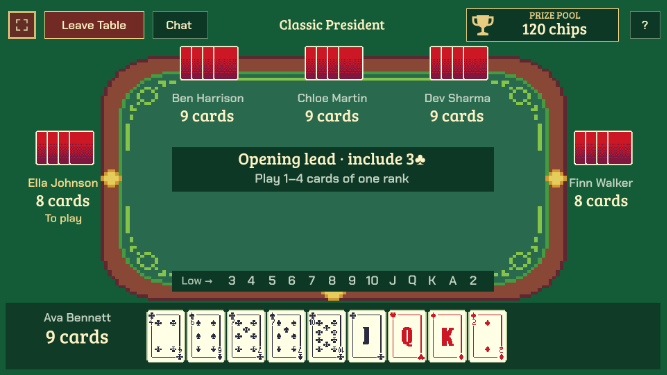 Leave Table
Chat
Classic President
PRIZE POOL
120 chips
?
Ben Harrison
9 cards
Chloe Martin
9 cards
Dev Sharma
9 cards
Ella Johnson
8 cards
To play
Finn Walker
8 cards
Opening lead · include 3♣
Play 1–4 cards of one rank
Low → 3 4 5 6 7 8 9 10 J Q K A 2
Ava Bennett
9 cards
J
Q
K